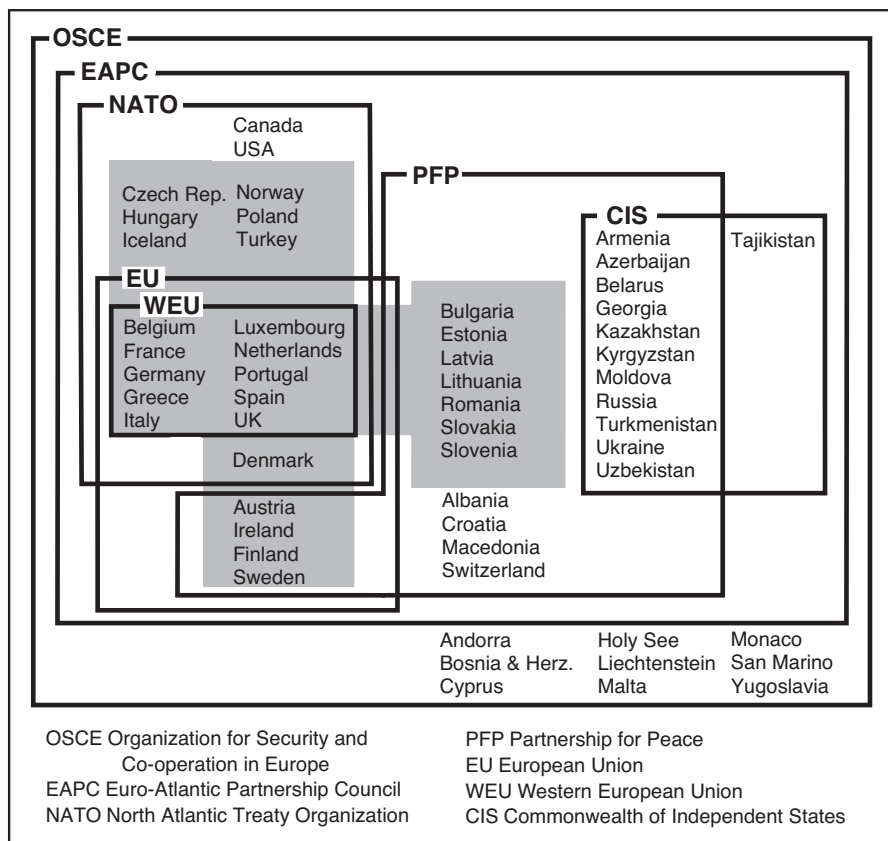 OSCE
EAPC
NATO
Canada
USA
PFP
Czech Rep. Norway
Hungary Poland
Iceland Turkey
CIS
Armenia Tajikistan
Azerbaijan
Belarus
Georgia
Kazakhstan
Kyrgyzstan
Moldova
Russia
Turkmenistan
Ukraine
Uzbekistan
EU
WEU
Belgium Luxembourg
France Netherlands
Germany Portugal
Greece Spain
Italy UK
Bulgaria
Estonia
Latvia
Lithuania
Romania
Slovakia
Slovenia
Denmark
Austria
Ireland
Finland
Sweden
Albania
Croatia
Macedonia
Switzerland
Andorra Holy See Monaco
Bosnia & Herz. Liechtenstein San Marino
Cyprus Malta Yugoslavia
OSCE Organization for Security and
Co-operation in Europe
EAPC Euro-Atlantic Partnership Council
NATO North Atlantic Treaty Organization
PFP Partnership for Peace
EU European Union
WEU Western European Union
CIS Commonwealth of Independent States